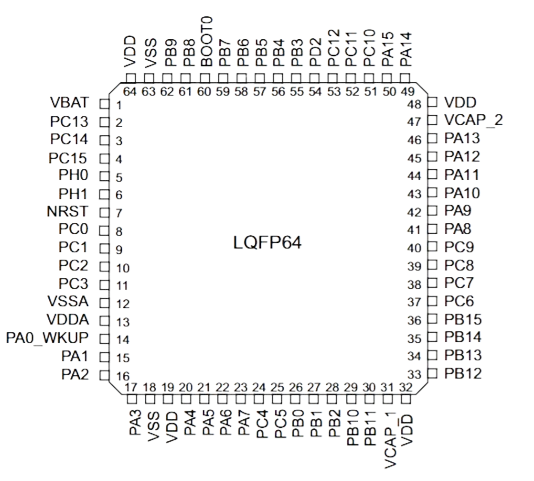 VDD VSS PB9 PB8 BOOT0 PB7 PB6 PB5 PB4 PB3 PD2 PC12 PC11 PC10 PA15 PA14
64 63 62 61 60 59 58 57 56 55 54 53 52 51 50 49
VBAT 1 48 VDD
PC13 2 47 VCAP_2
PC14 3 46 PA13
PC15 4 45 PA12
PH0 5 44 PA11
PH1 6 43 PA10
NRST 7 42 PA9
PC0 8 41 PA8
PC1 9 LQFP64 40 PC9
PC2 10 39 PC8
PC3 11 38 PC7
VSSA 12 37 PC6
VDDA 13 36 PB15
PA0_WKUP 14 35 PB14
PA1 15 34 PB13
PA2 16 33 PB12
17 18 19 20 21 22 23 24 25 26 27 28 29 30 31 32
PA3 VSS VDD PA4 PA5 PA6 PA7 PC4 PC5 PB0 PB1 PB2 PB10 PB11 VCAP_1 VDD